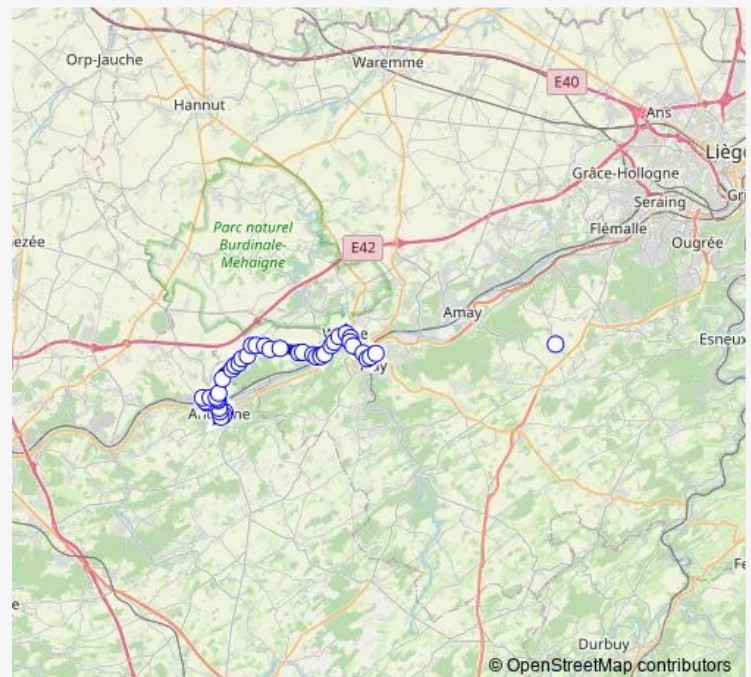 Orp-Jauche
Waremme
E40
Hannut
Ans
Liège
Grâce-Hollogne
Seraing
Parc naturel
Burdinale-
Mehaigne
Flémalle
Ougrée
ezée
E42
Amay
Esneux
Durbuy
© OpenStreetMap contributors